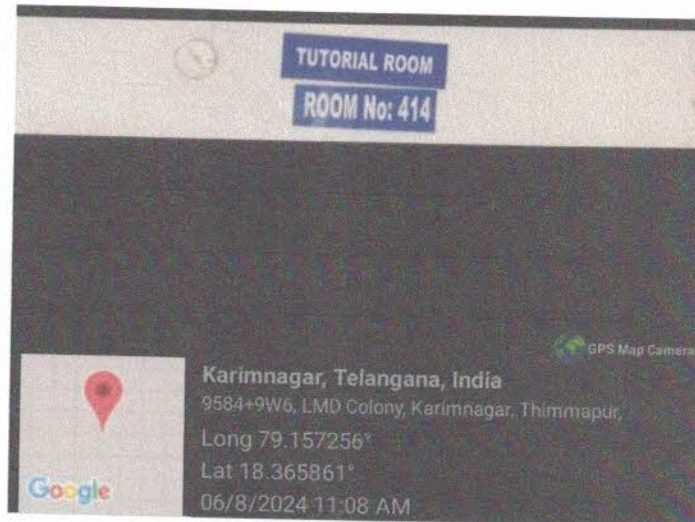 TUTORIAL ROOM
ROOM No: 414
GPS Map Camera
Karimnagar, Telangana, India
9584+9W6, LMD Colony, Karimnagar, Thimmapur,
Long 79.157256°
Lat 18.365861°
06/8/2024 11:08 AM
Google